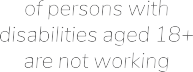 of persons with
disabilities aged 18+
are not working